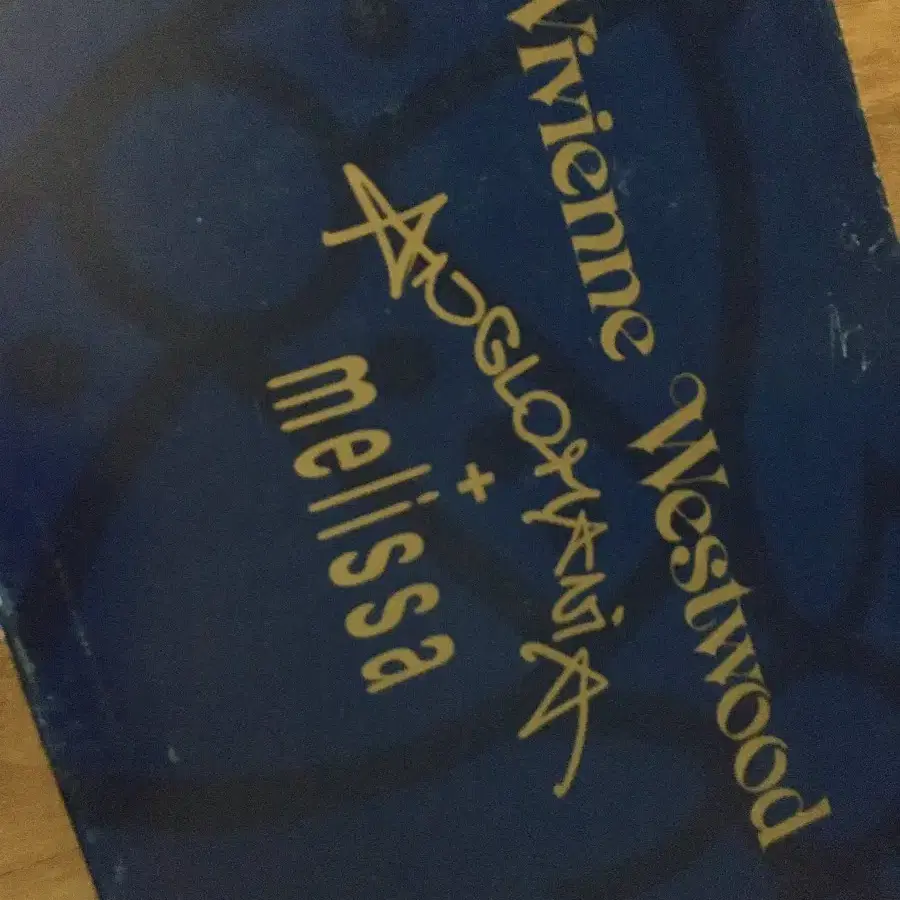 Vivienne Westwood
ANGLOMANIA
+
melissa